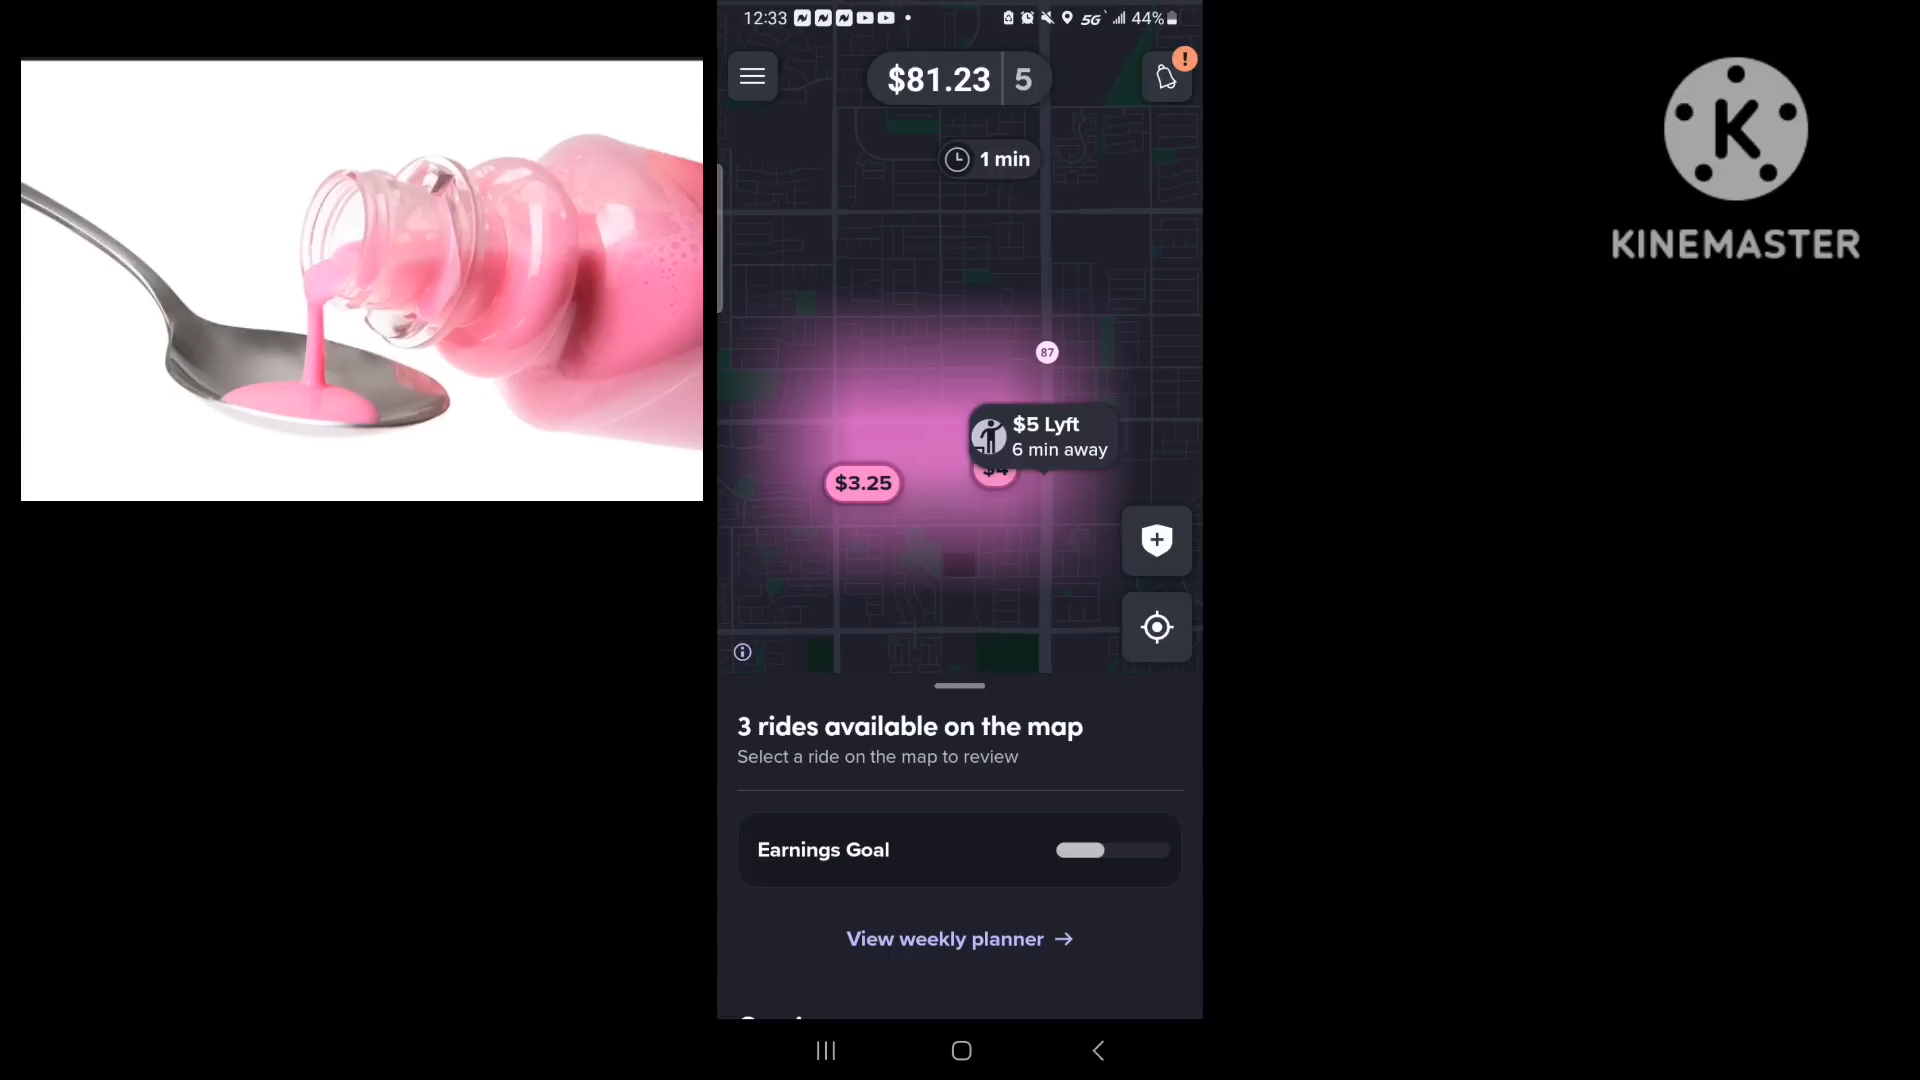 12:33
5G
44%
$81.23
5
!
1 min
87
$5 Lyft
6 min away
$4
$3.25
3 rides available on the map
Select a ride on the map to review
Earnings Goal
View weekly planner →
K
KINEMASTER